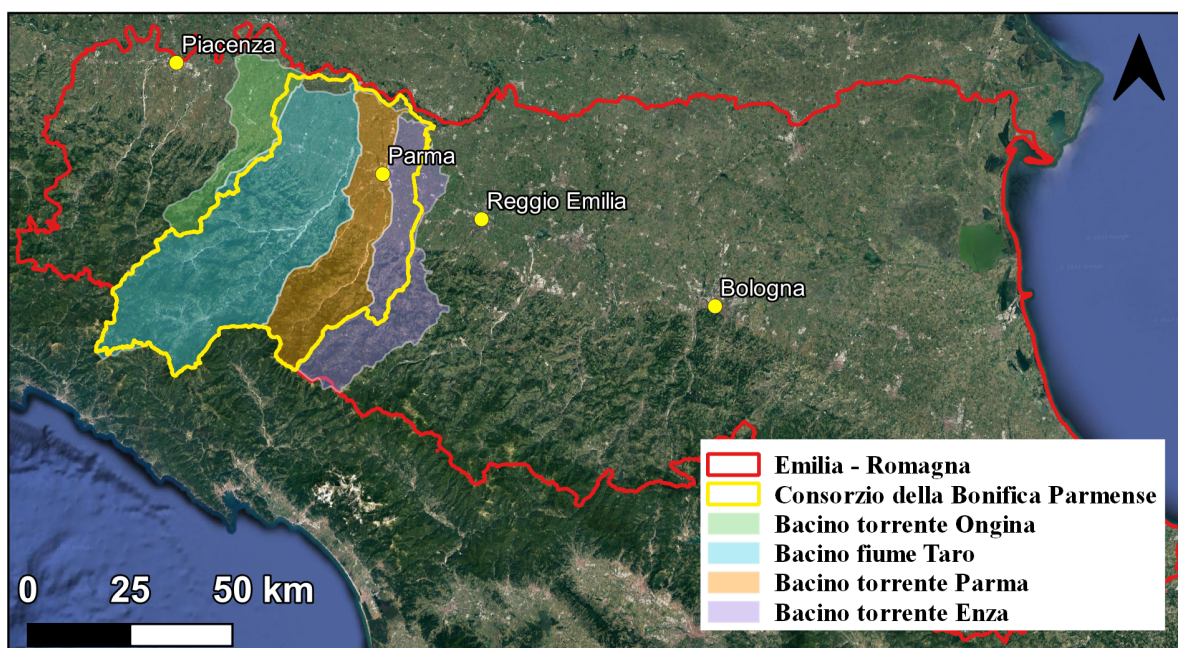 Piacenza
Parma
Reggio Emilia
Bologna
Emilia - Romagna
Consorzio della Bonifica Parmense
Bacino torrente Ongina
Bacino fiume Taro
Bacino torrente Parma
Bacino torrente Enza
0 25 50 km